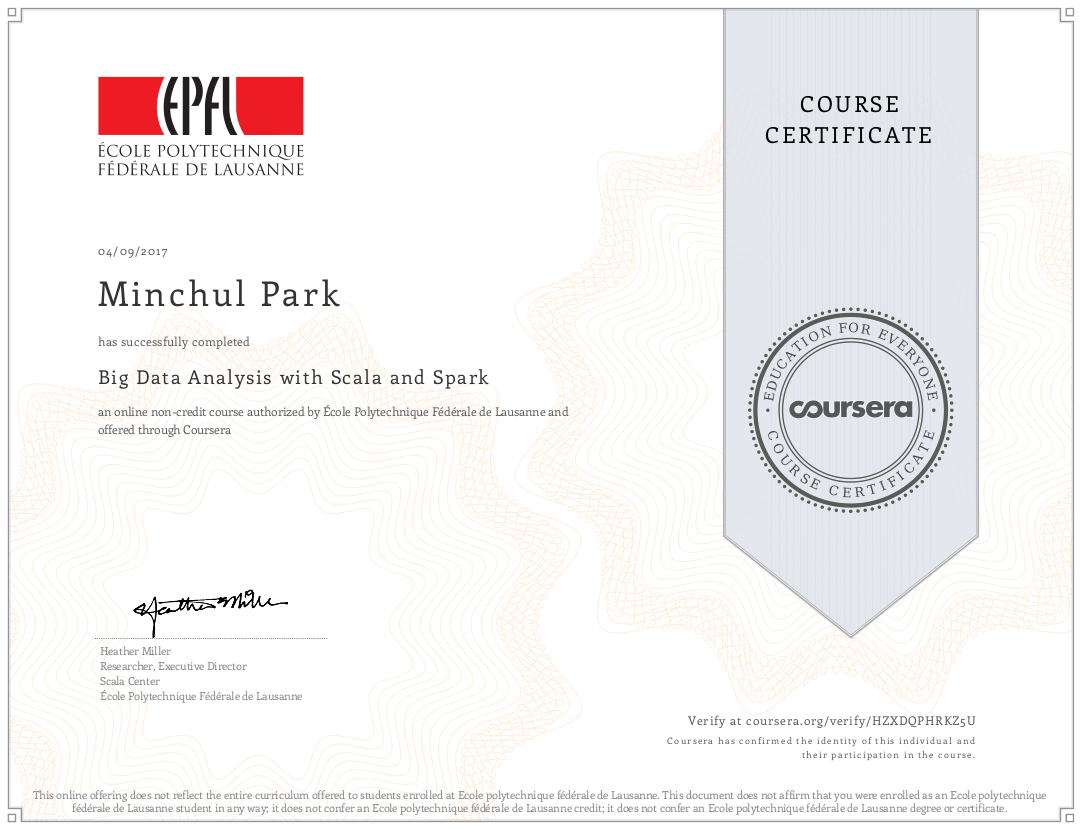 EPFL
ÉCOLE POLYTECHNIQUE
FÉDÉRALE DE LAUSANNE
COURSE
CERTIFICATE
04/09/2017
Minchul Park
has successfully completed
Big Data Analysis with Scala and Spark
an online non-credit course authorized by École Polytechnique Fédérale de Lausanne and
offered through Coursera
EDUCATION FOR EVERYONE
coursera
COURSE CERTIFICATE
Heather Miller
Heather Miller
Researcher, Executive Director
Scala Center
École Polytechnique Fédérale de Lausanne
Verify at coursera.org/verify/HZXDQPHRKZ5U
Coursera has confirmed the identity of this individual and
their participation in the course.
This online offering does not reflect the entire curriculum offered to students enrolled at Ecole polytechnique fédérale de Lausanne. This document does not affirm that you were enrolled as an Ecole polytechnique
fédérale de Lausanne student in any way; it does not confer an Ecole polytechnique fédérale de Lausanne credit; it does not confer an Ecole polytechnique fédérale de Lausanne degree or certificate.